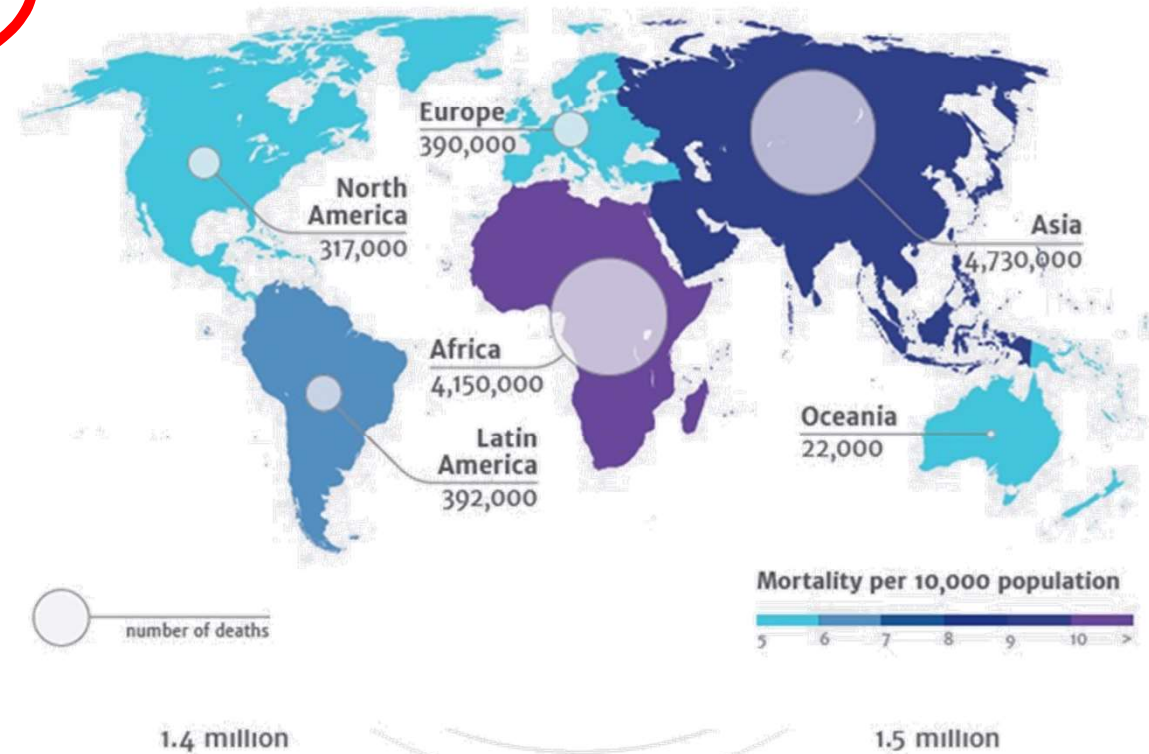 Europe
390,000
North
America
317,000
Asia
4,730,000
Africa
4,150,000
Latin
America
392,000
Oceania
22,000
number of deaths
Mortality per 10,000 population
5 6 7 8 9 10 >
1.4 million
1.5 million